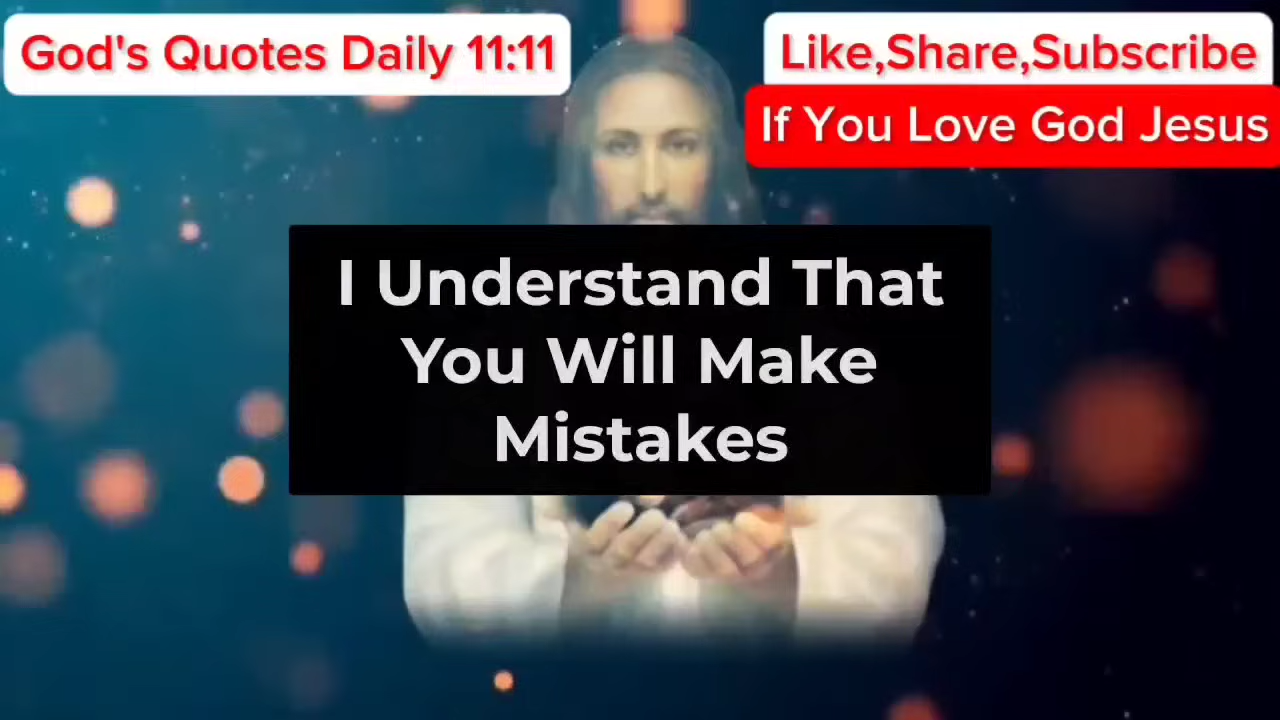 God's Quotes Daily 11:11
Like,Share,Subscribe
If You Love God Jesus
I Understand That
You Will Make
Mistakes